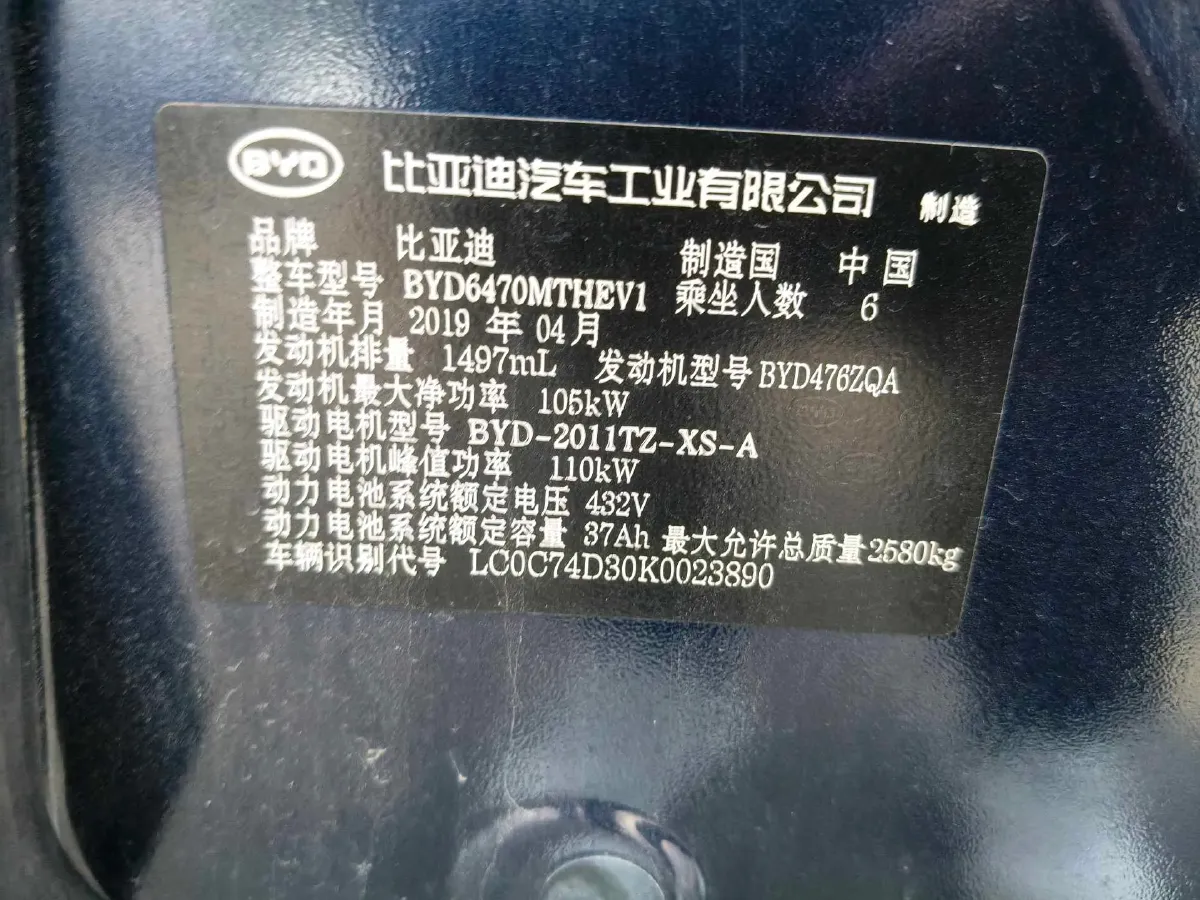 BYD 比亚迪汽车工业有限公司 制造
品牌 比亚迪 制造国 中国
整车型号 BYD6470MTHEV1 乘坐人数 6
制造年月 2019 年 04月
发动机排量 1497mL 发动机型号 BYD476ZQA
发动机最大净功率 105kW
驱动电机型号 BYD-2011TZ-XS-A
驱动电机峰值功率 110kW
动力电池系统额定电压 432V
动力电池系统额定容量 37Ah 最大允许总质量2580kg
车辆识别代号 LC0C74D30K0023890